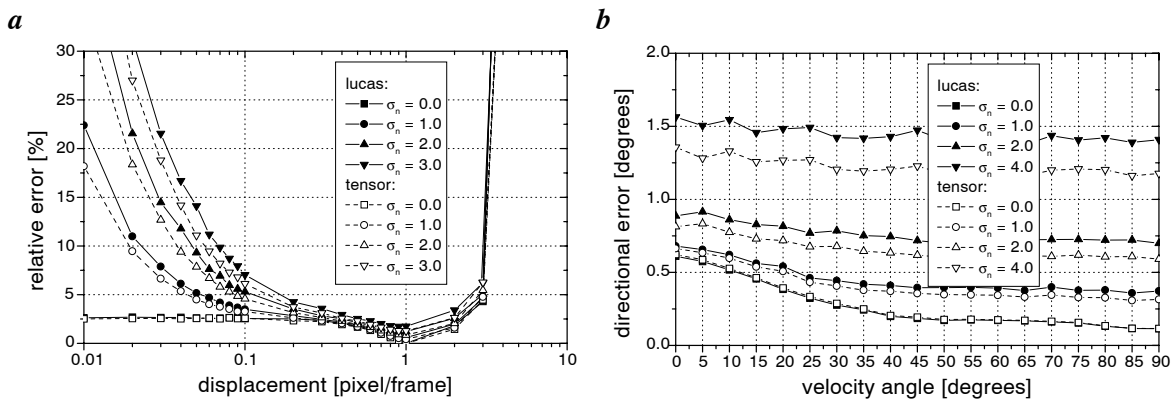 a
30
25
20
15
10
5
0
relative error [%]
0.01 0.1 1 10
displacement [pixel/frame]
lucas:
σn = 0.0
σn = 1.0
σn = 2.0
σn = 3.0
tensor:
σn = 0.0
σn = 1.0
σn = 2.0
σn = 3.0
b
2.0
1.5
1.0
0.5
0.0
directional error [degrees]
0 5 10 15 20 25 30 35 40 45 50 55 60 65 70 75 80 85 90
velocity angle [degrees]
lucas:
σn = 0.0
σn = 1.0
σn = 2.0
σn = 4.0
tensor:
σn = 0.0
σn = 1.0
σn = 2.0
σn = 4.0